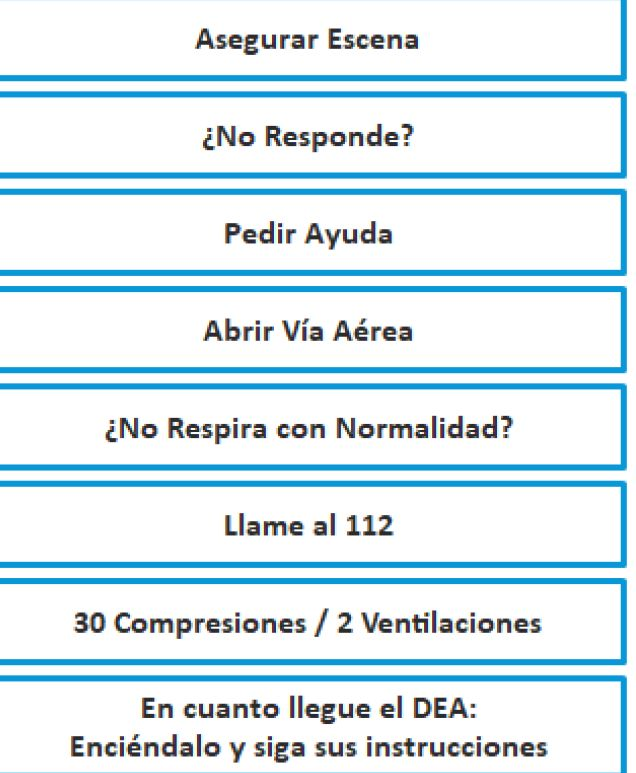 Asegurar Escena
¿No Responde?
Pedir Ayuda
Abrir Vía Aérea
¿No Respira con Normalidad?
Llame al 112
30 Compresiones / 2 Ventilaciones
En cuanto llegue el DEA:
Enciéndalo y siga sus instrucciones